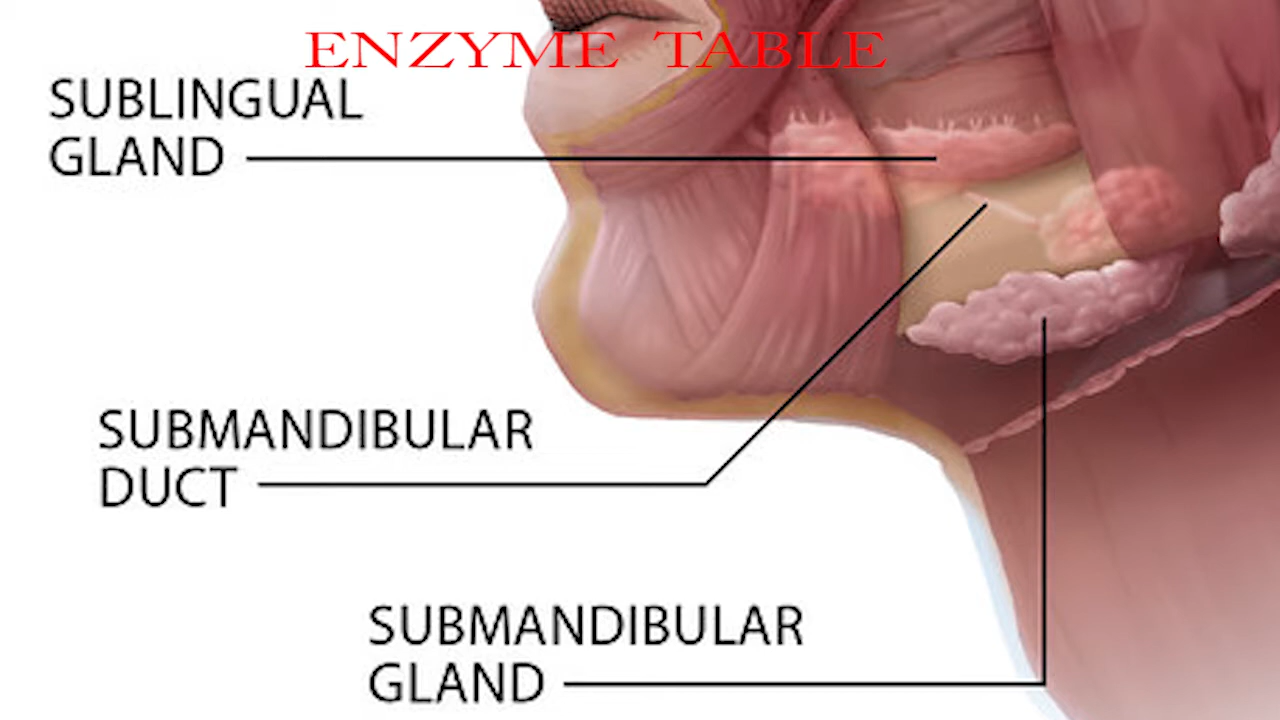 ENZYME TABLE
SUBLINGUAL
GLAND
SUBMANDIBULAR
DUCT
SUBMANDIBULAR
GLAND